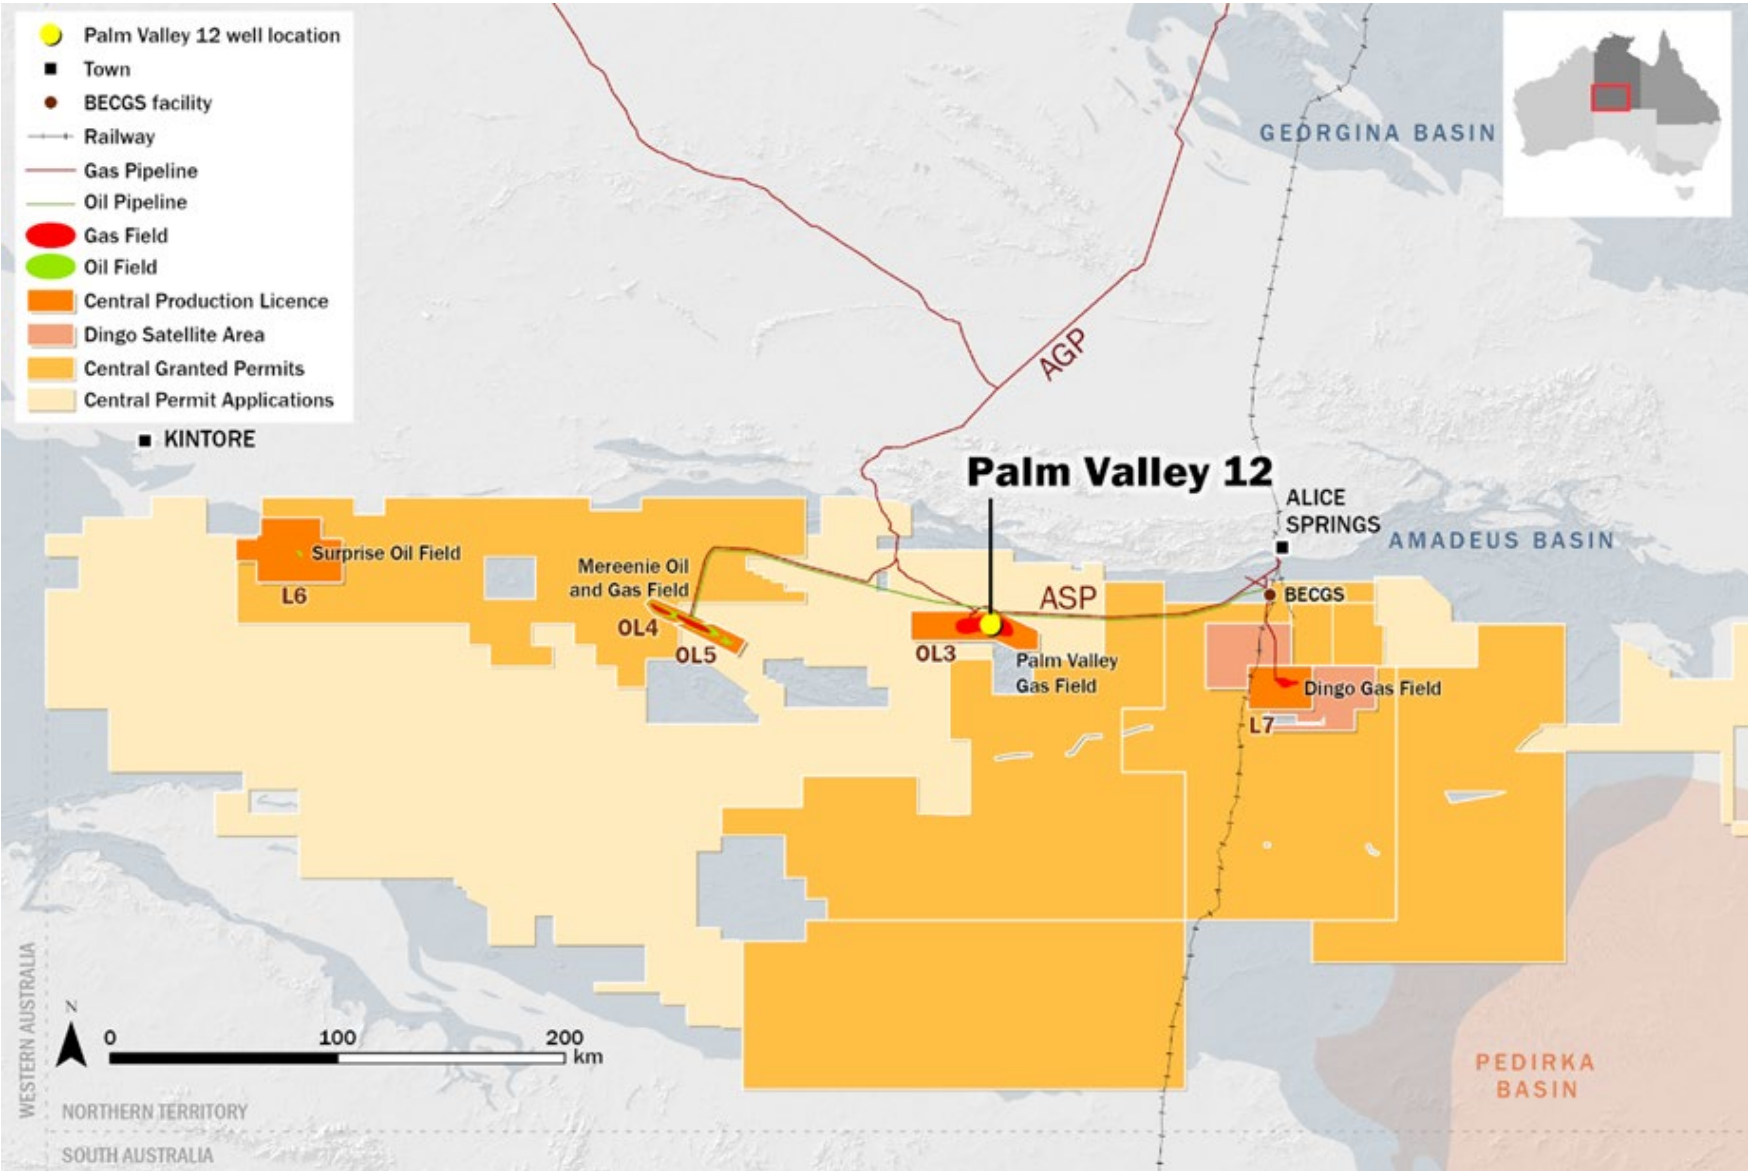 Palm Valley 12 well location
Town
BECGS facility
Railway
Gas Pipeline
Oil Pipeline
Gas Field
Oil Field
Central Production Licence
Dingo Satellite Area
Central Granted Permits
Central Permit Applications
GEORGINA BASIN
AGP
KINTORE
Palm Valley 12
ALICE
SPRINGS
AMADEUS BASIN
Surprise Oil Field
L6
Mereenie Oil
and Gas Field
OL4
OL5
ASP
BECGS
OL3
Palm Valley
Gas Field
Dingo Gas Field
L7
WESTERN AUSTRALIA
N
0 100 200
km
PEDIRKA
BASIN
NORTHERN TERRITORY
SOUTH AUSTRALIA